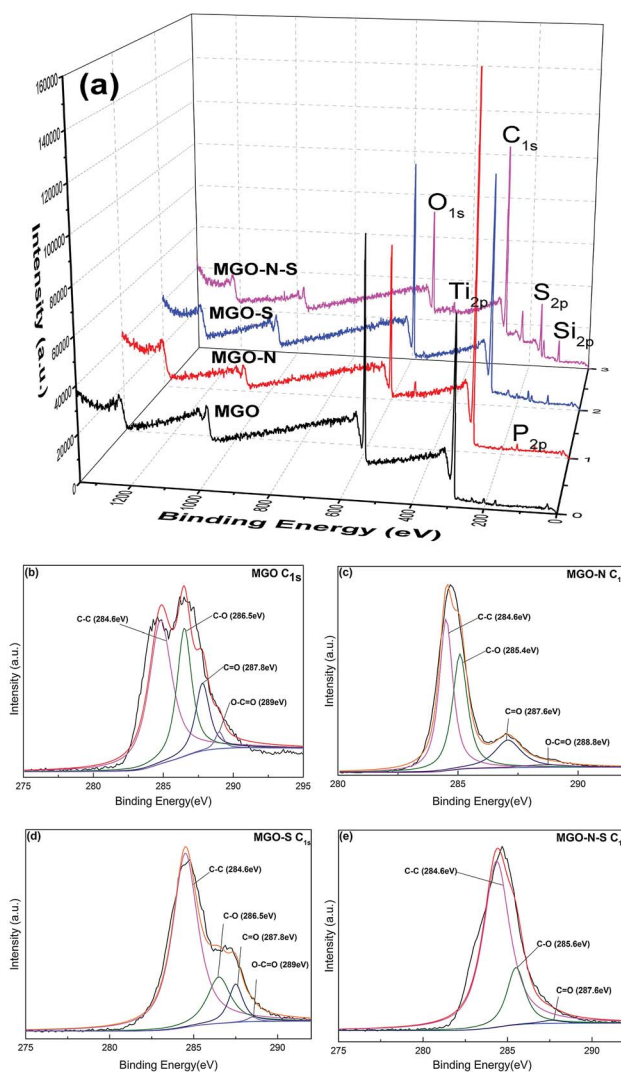 (a)
160000
140000
120000
100000
80000
60000
40000
20000
0
Intensity (a.u.)
1200
1000
800
600
400
200
0
Binding Energy (eV)
0
1
2
3
MGO-N-S
MGO-S
MGO-N
MGO
O1s
C1s
Ti2p
S2p
Si2p
P2p
(b)
MGO C1s
C-C (284.6eV)
C-O (286.5eV)
C=O (287.8eV)
O-C=O (289eV)
Intensity (a.u.)
275 280 285 290 295
Binding Energy(eV)
(c)
MGO-N C1
C-C (284.6eV)
C-O (285.4eV)
C=O (287.6eV)
O-C=O (288.8eV)
Intensity (a.u.)
280 285 290
Binding Energy(eV)
(d)
MGO-S C1s
C-C (284.6eV)
C-O (286.5eV)
C=O (287.8eV)
O-C=O (289eV)
Intensity (a.u.)
275 280 285 290
Binding Energy(eV)
(e)
MGO-N-S C1
C-C (284.6eV)
C-O (285.6eV)
C=O (287.6eV)
Intensity (a.u.)
275 280 285 290
Binding Energy(eV)